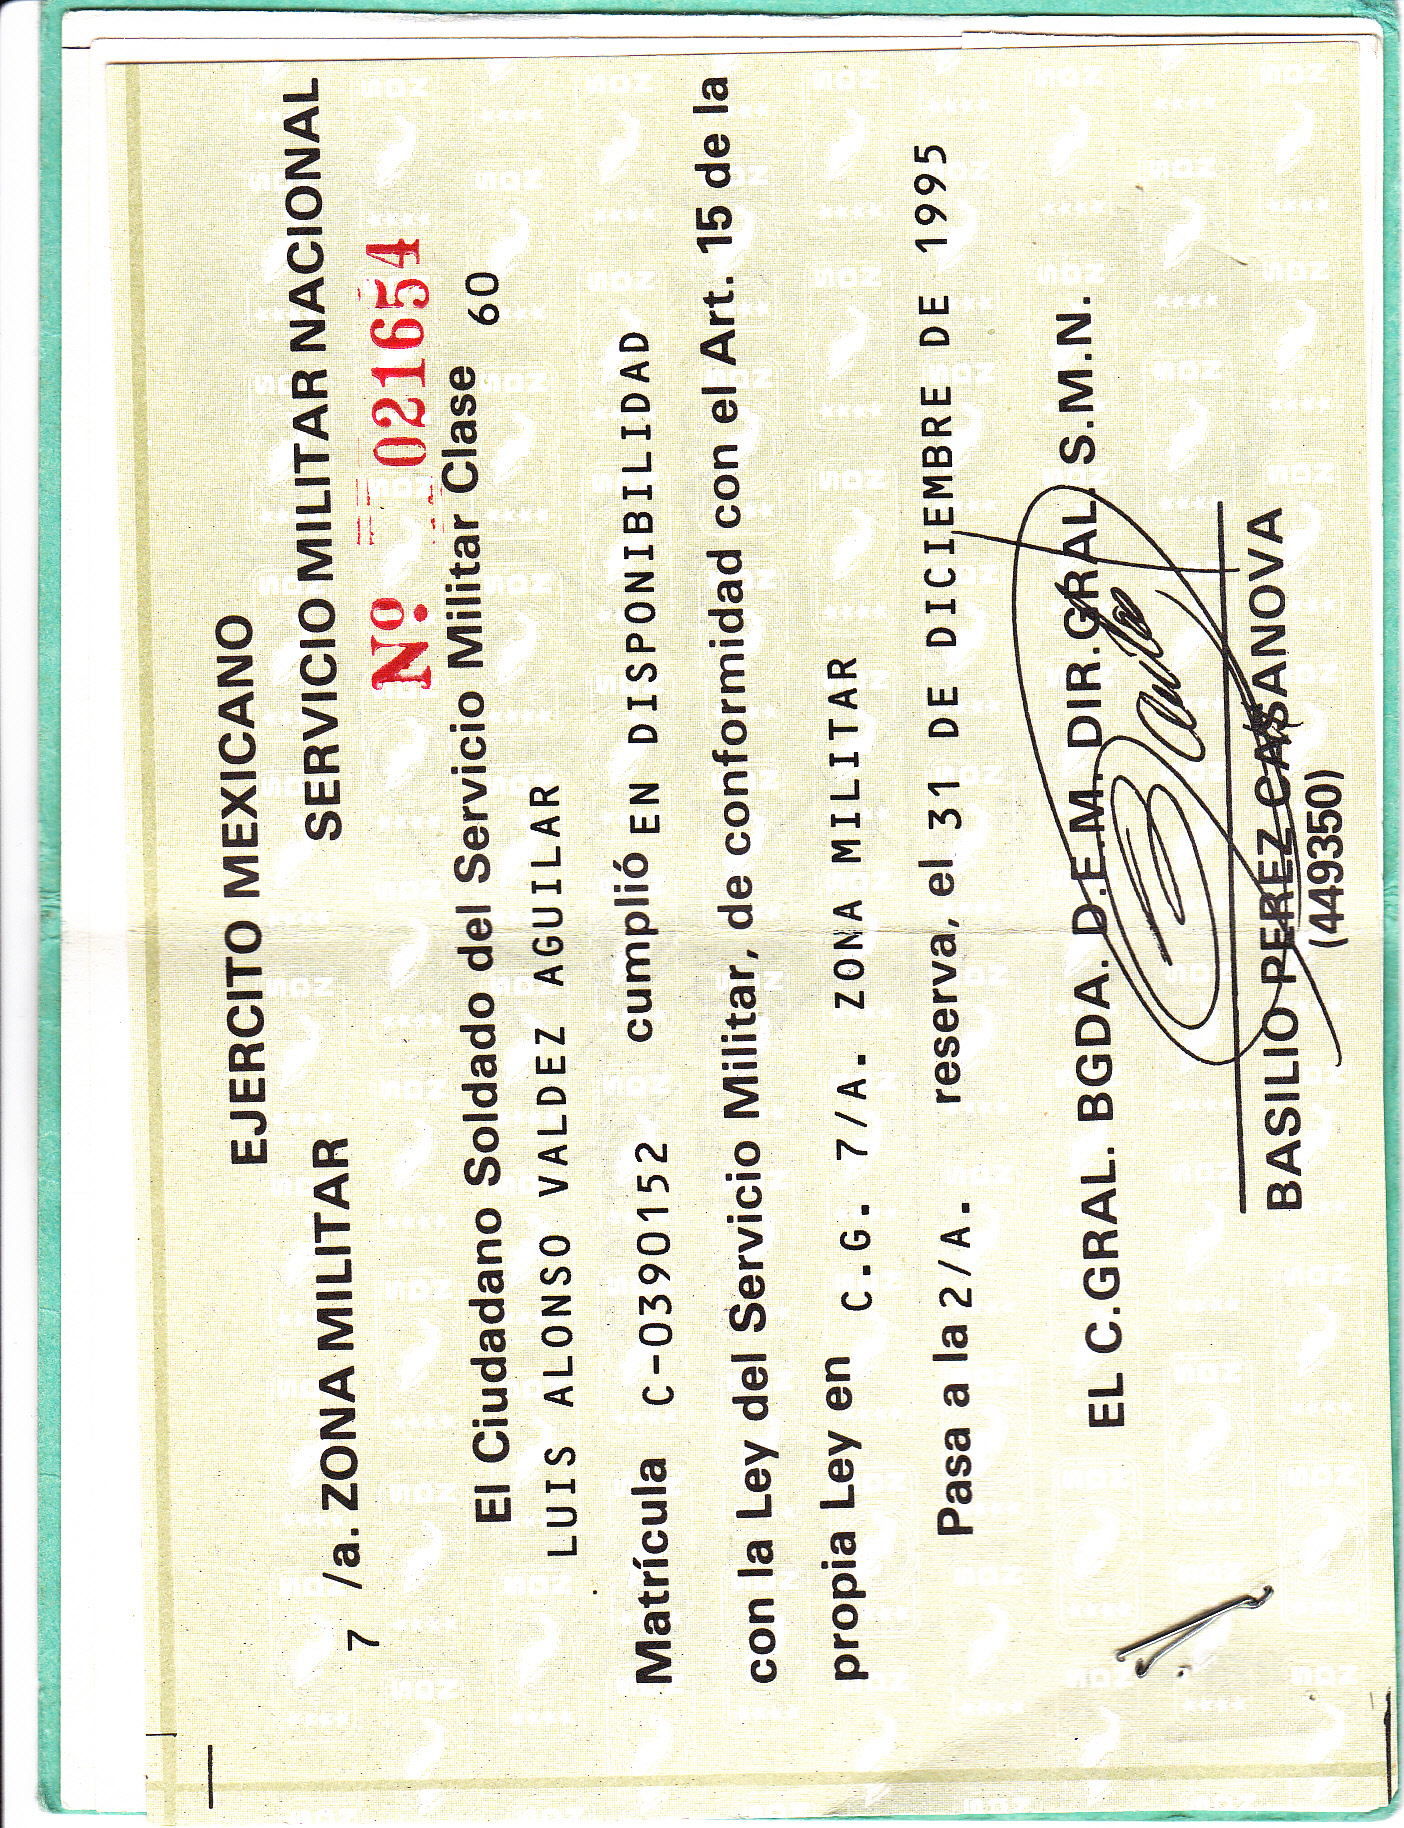 EJERCITO MEXICANO
7 /a. ZONA MILITAR SERVICIO MILITAR NACIONAL
Nº 021654
El Ciudadano Soldado del Servicio Militar Clase 60
LUIS ALONSO VALDEZ AGUILAR
Matrícula C-0390152 cumplió EN DISPONIBILIDAD
con la Ley del Servicio Militar, de conformidad con el Art. 15 de la
propia Ley en C.G. 7/A. ZONA MILITAR
Pasa a la 2/A. reserva, el 31 DE DICIEMBRE DE 1995
EL C.GRAL. BGDA. D.E.M. DIR.GRAL.S.M.N.
BASILIO PEREZ CASANOVA
(449350)